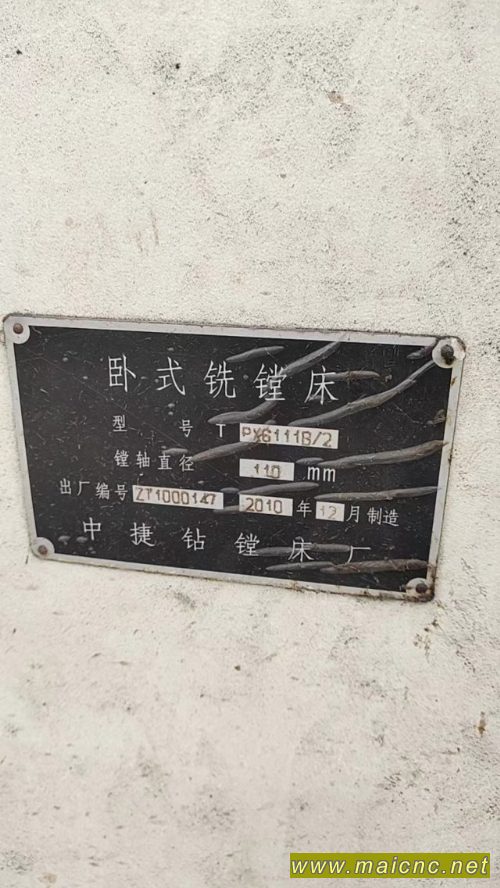 卧式铣镗床
型 号 T PX6111B/2
镗轴直径 110 mm
出厂编号 ZT1000147 2010 年 12 月制造
中捷钻镗床厂
www.maicnc.net